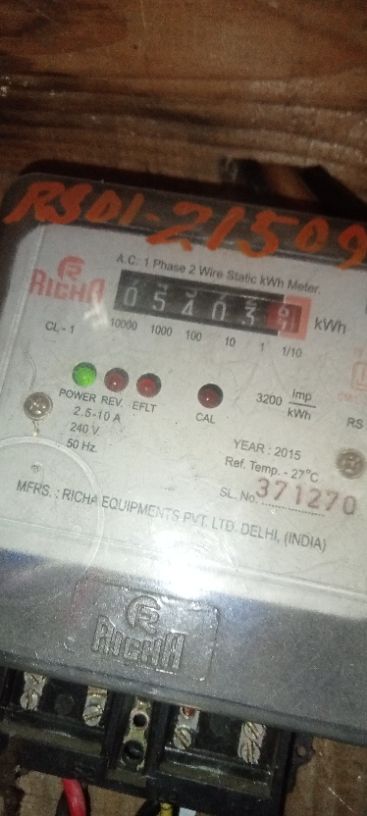 RS01-21509
A.C. 1 Phase 2 Wire Static kWh Meter.
RICHA
05403 kWh
CL-1 10000 1000 100 10 1 1/10
POWER REV. EFLT CAL 3200 Imp/kWh
2.5-10 A
240 V.
50 Hz.
RS
YEAR : 2015
Ref. Temp. - 27°C
SL. No. 371270
MFRS. : RICHA EQUIPMENTS PVT. LTD. DELHI, (INDIA)
RICHA